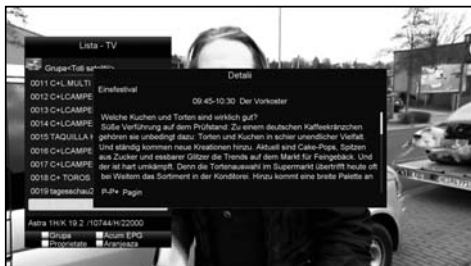 Lista - TV
Grupa<Toti sateliti>
0011 C+L.MULTI
0012 C+LCAMPE
0013 C+LCAMPE
0014 C+LCAMPE
0015 TAQUILLA
0016 C+LCAMPE
0017 C+LCAMPE
0018 C+ TOROS
0019 tagesschau2
Astra 1H/K 19.2 /10744/H/22000
Grupa
Acum EPG
Proprietate
Aranjeaza
Detalii
Einsfestival
09:45-10:30 Der Vorkoster
Welche Kuchen und Torten sind wirklich gut?
Süße Verführung auf dem Prüfstand: Zu einem deutschen Kaffeekränzchen
gehören sie unbedingt dazu: Torten und Kuchen in schier unendlicher Vielfalt.
Und ständig kommen neue Kreationen hinzu. Aktuell sind Cake-Pops, Spitzen
aus Zucker und essbarer Glitzer die Trends auf dem Markt für Feingebäck. Und
der ist hart umkämpft. Denn die Tortenauswahl im Supermarkt übertrifft heute oft
bei Weitem das Sortiment in der Konditorei. Hinzu kommt eine breite Palette an
P-P+ Pagin